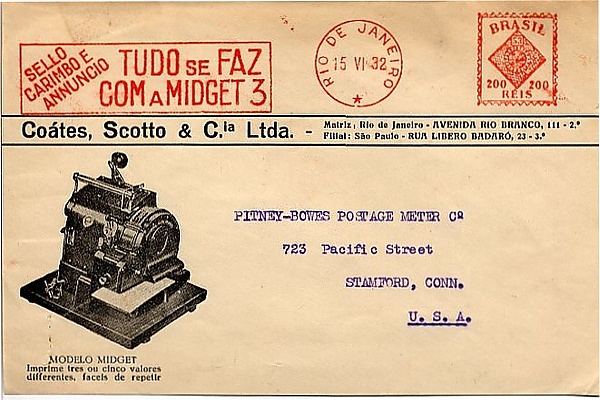 SELLO
CARIMBO E
ANNUNCIO
TUDO SE FAZ
COM A MIDGET 3
RIO DE JANEIRO
15 VI 32
BRASIL
200 200
RÉIS
Coátes, Scotto & C.ia Ltda. - Matriz: Rio de Janeiro - AVENIDA RIO BRANCO, 111 - 2.º
Filial: São Paulo - RUA LIBERO BADARÓ, 23 - 3.º
PITNEY-BOWES POSTAGE METER Cº
723 Pacific Street
STAMFORD, CONN.
U. S. A.
MODELO MIDGET
Imprime tres ou cinco valores
differentes, faceis de repetir